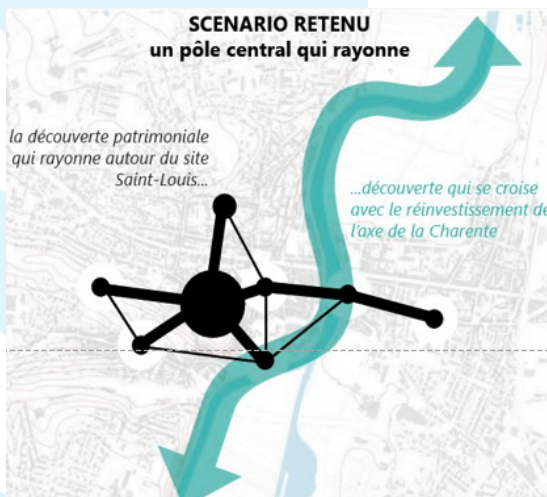 SCENARIO RETENU
un pôle central qui rayonne
la découverte patrimoniale
qui rayonne autour du site
Saint-Louis...
...découverte qui se croise
avec le réinvestissement de
l'axe de la Charente